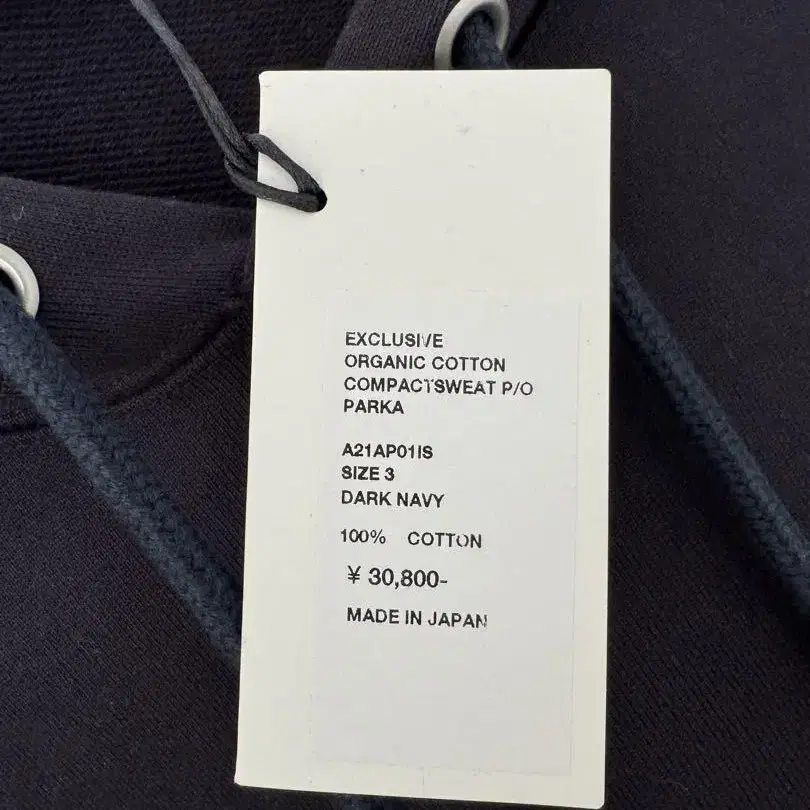 EXCLUSIVE
ORGANIC COTTON
COMPACTSWEAT P/O
PARKA
A21AP01IS
SIZE 3
DARK NAVY
100% COTTON
¥ 30,800-
MADE IN JAPAN